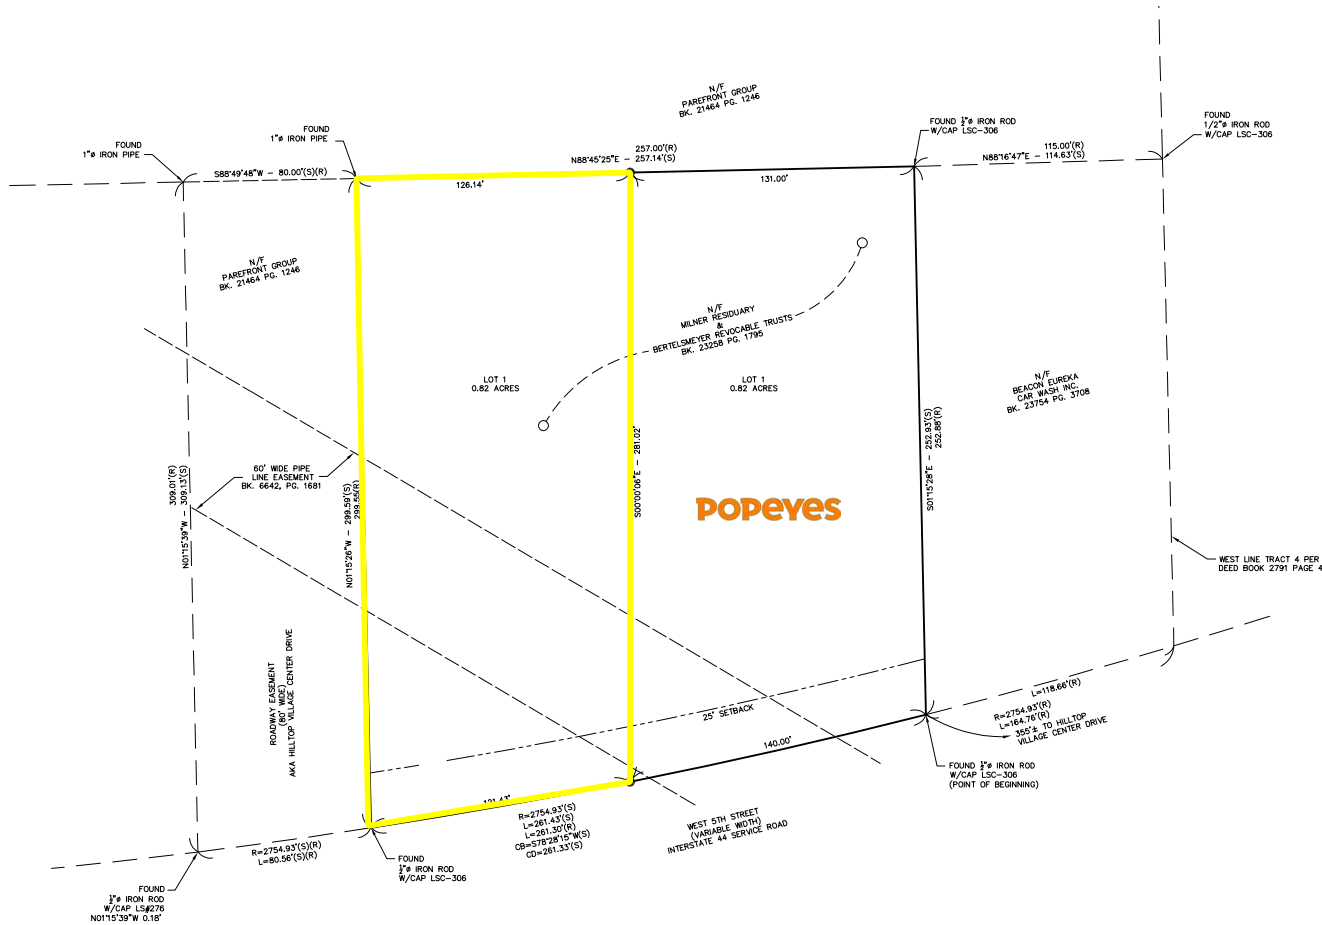 N/F
PAREFRONT GROUP
BK. 21464 PG. 1246
FOUND
1"ø IRON PIPE
FOUND
1"ø IRON PIPE
S88°49'48"W - 80.00'(S)(R)
257.00'(R)
N88°45'25"E - 257.14'(S)
126.14'
131.00'
FOUND ½"ø IRON ROD
W/CAP LSC-306
115.00'(R)
N88°16'47"E - 114.63'(S)
FOUND
1/2"ø IRON ROD
W/CAP LSC-306
N/F
PAREFRONT GROUP
BK. 21464 PG. 1246
N/F
MILNER RESIDUARY
&
BERTELSMEYER REVOCABLE TRUSTS
BK. 23258 PG. 1795
LOT 1
0.82 ACRES
LOT 1
0.82 ACRES
N/F
BEACON EUREKA
CAR WASH INC.
BK. 23754 PG. 3708
60' WIDE PIPE
LINE EASEMENT
BK. 6642, PG. 1681
309.01'(R)
N01°15'39"W - 309.13'(S)
N01°15'26"W - 299.59'(S)
299.55'(R)
S00°00'06"E - 281.02'
S01°15'28"E - 252.93'(S)
252.88'(R)
POPEYES
WEST LINE TRACT 4 PER
DEED BOOK 2791 PAGE 4
ROADWAY EASEMENT
(80' WIDE)
AKA HILLTOP VILLAGE CENTER DRIVE
25' SETBACK
140.00'
L=118.66'(R)
R=2754.93'(R)
L=164.76'(R)
355'± TO HILLTOP
VILLAGE CENTER DRIVE
FOUND ½"ø IRON ROD
W/CAP LSC-306
(POINT OF BEGINNING)
121.43'
R=2754.93'(S)
L=261.43'(S)
L=261.30'(R)
CB=S78°28'15"W(S)
CD=261.33'(S)
WEST 5TH STREET
(VARIABLE WIDTH)
INTERSTATE 44 SERVICE ROAD
R=2754.93'(S)(R)
L=80.56'(S)(R)
FOUND
½"ø IRON ROD
W/CAP LSC-306
FOUND
½"ø IRON ROD
W/CAP LS#276
N01°15'39"W 0.18'